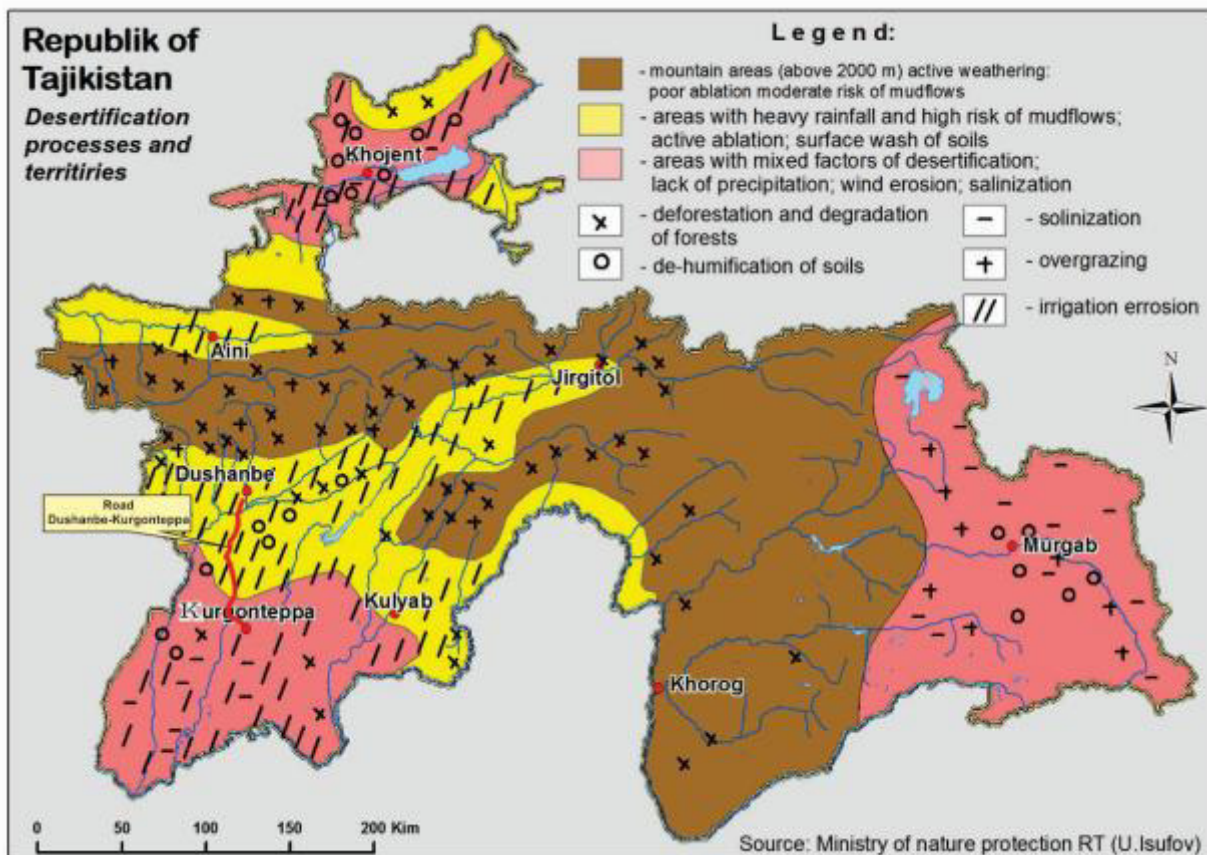 Republik of
Tajikistan
Desertification
processes and
territiries
Legend:
- mountain areas (above 2000 m) active weathering:
poor ablation moderate risk of mudflows
- areas with heavy rainfall and high risk of mudflows;
active ablation; surface wash of soils
- areas with mixed factors of desertification;
lack of precipitation; wind erosion; salinization
- deforestation and degradation
of forests
- de-humification of soils
- solinization
- overgrazing
- irrigation errosion
Khojent
Aini
Jirgitol
N
Dushanbe
Road
Dushanbe-Kurgonteppa
Murgab
Kurgonteppa
Kulyab
Khorog
0 50 100 150 200 Kim
Source: Ministry of nature protection RT (U.Isufov)